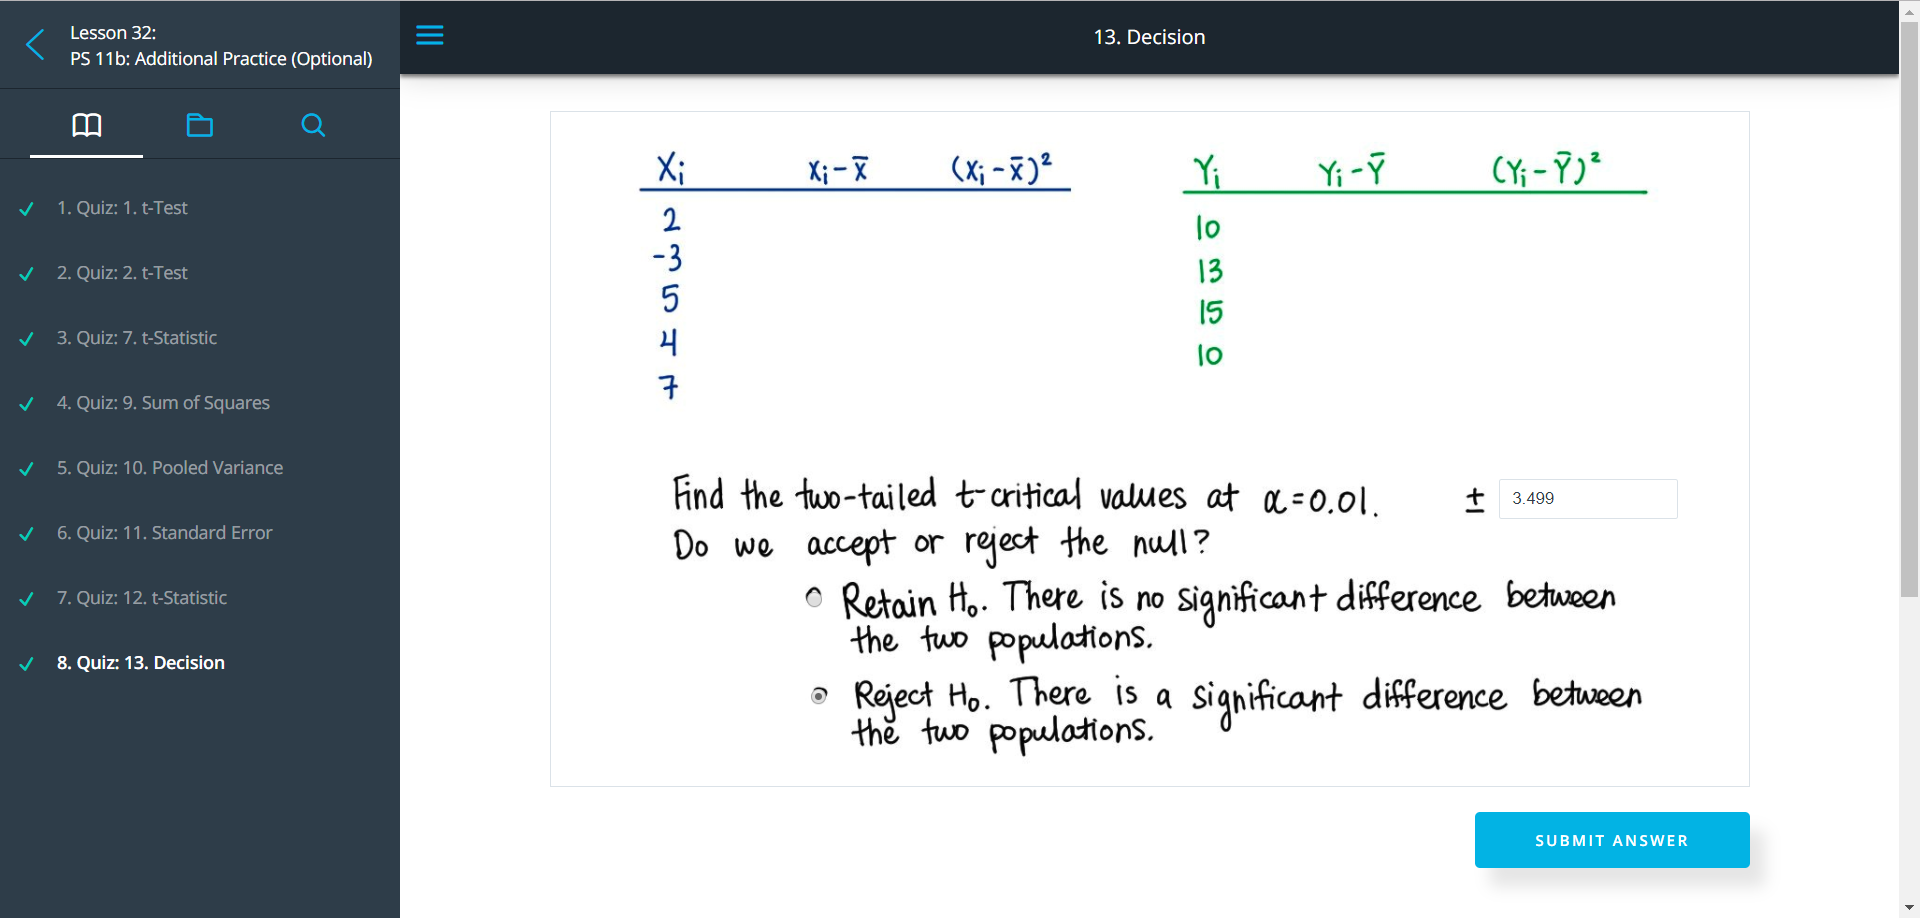 Lesson 32:
PS 11b: Additional Practice (Optional)
1. Quiz: 1. t-Test
2. Quiz: 2. t-Test
3. Quiz: 7. t-Statistic
4. Quiz: 9. Sum of Squares
5. Quiz: 10. Pooled Variance
6. Quiz: 11. Standard Error
7. Quiz: 12. t-Statistic
8. Quiz: 13. Decision
13. Decision
Xi Xi-X̄ (Xi-X̄)²
2
-3
5
4
7
Yi Yi-Ȳ (Yi-Ȳ)²
10
13
15
10
Find the two-tailed t-critical values at α=0.01. ± 3.499
Do we accept or reject the null?
Retain H₀. There is no significant difference between
the two populations.
Reject H₀. There is a significant difference between
the two populations.
SUBMIT ANSWER